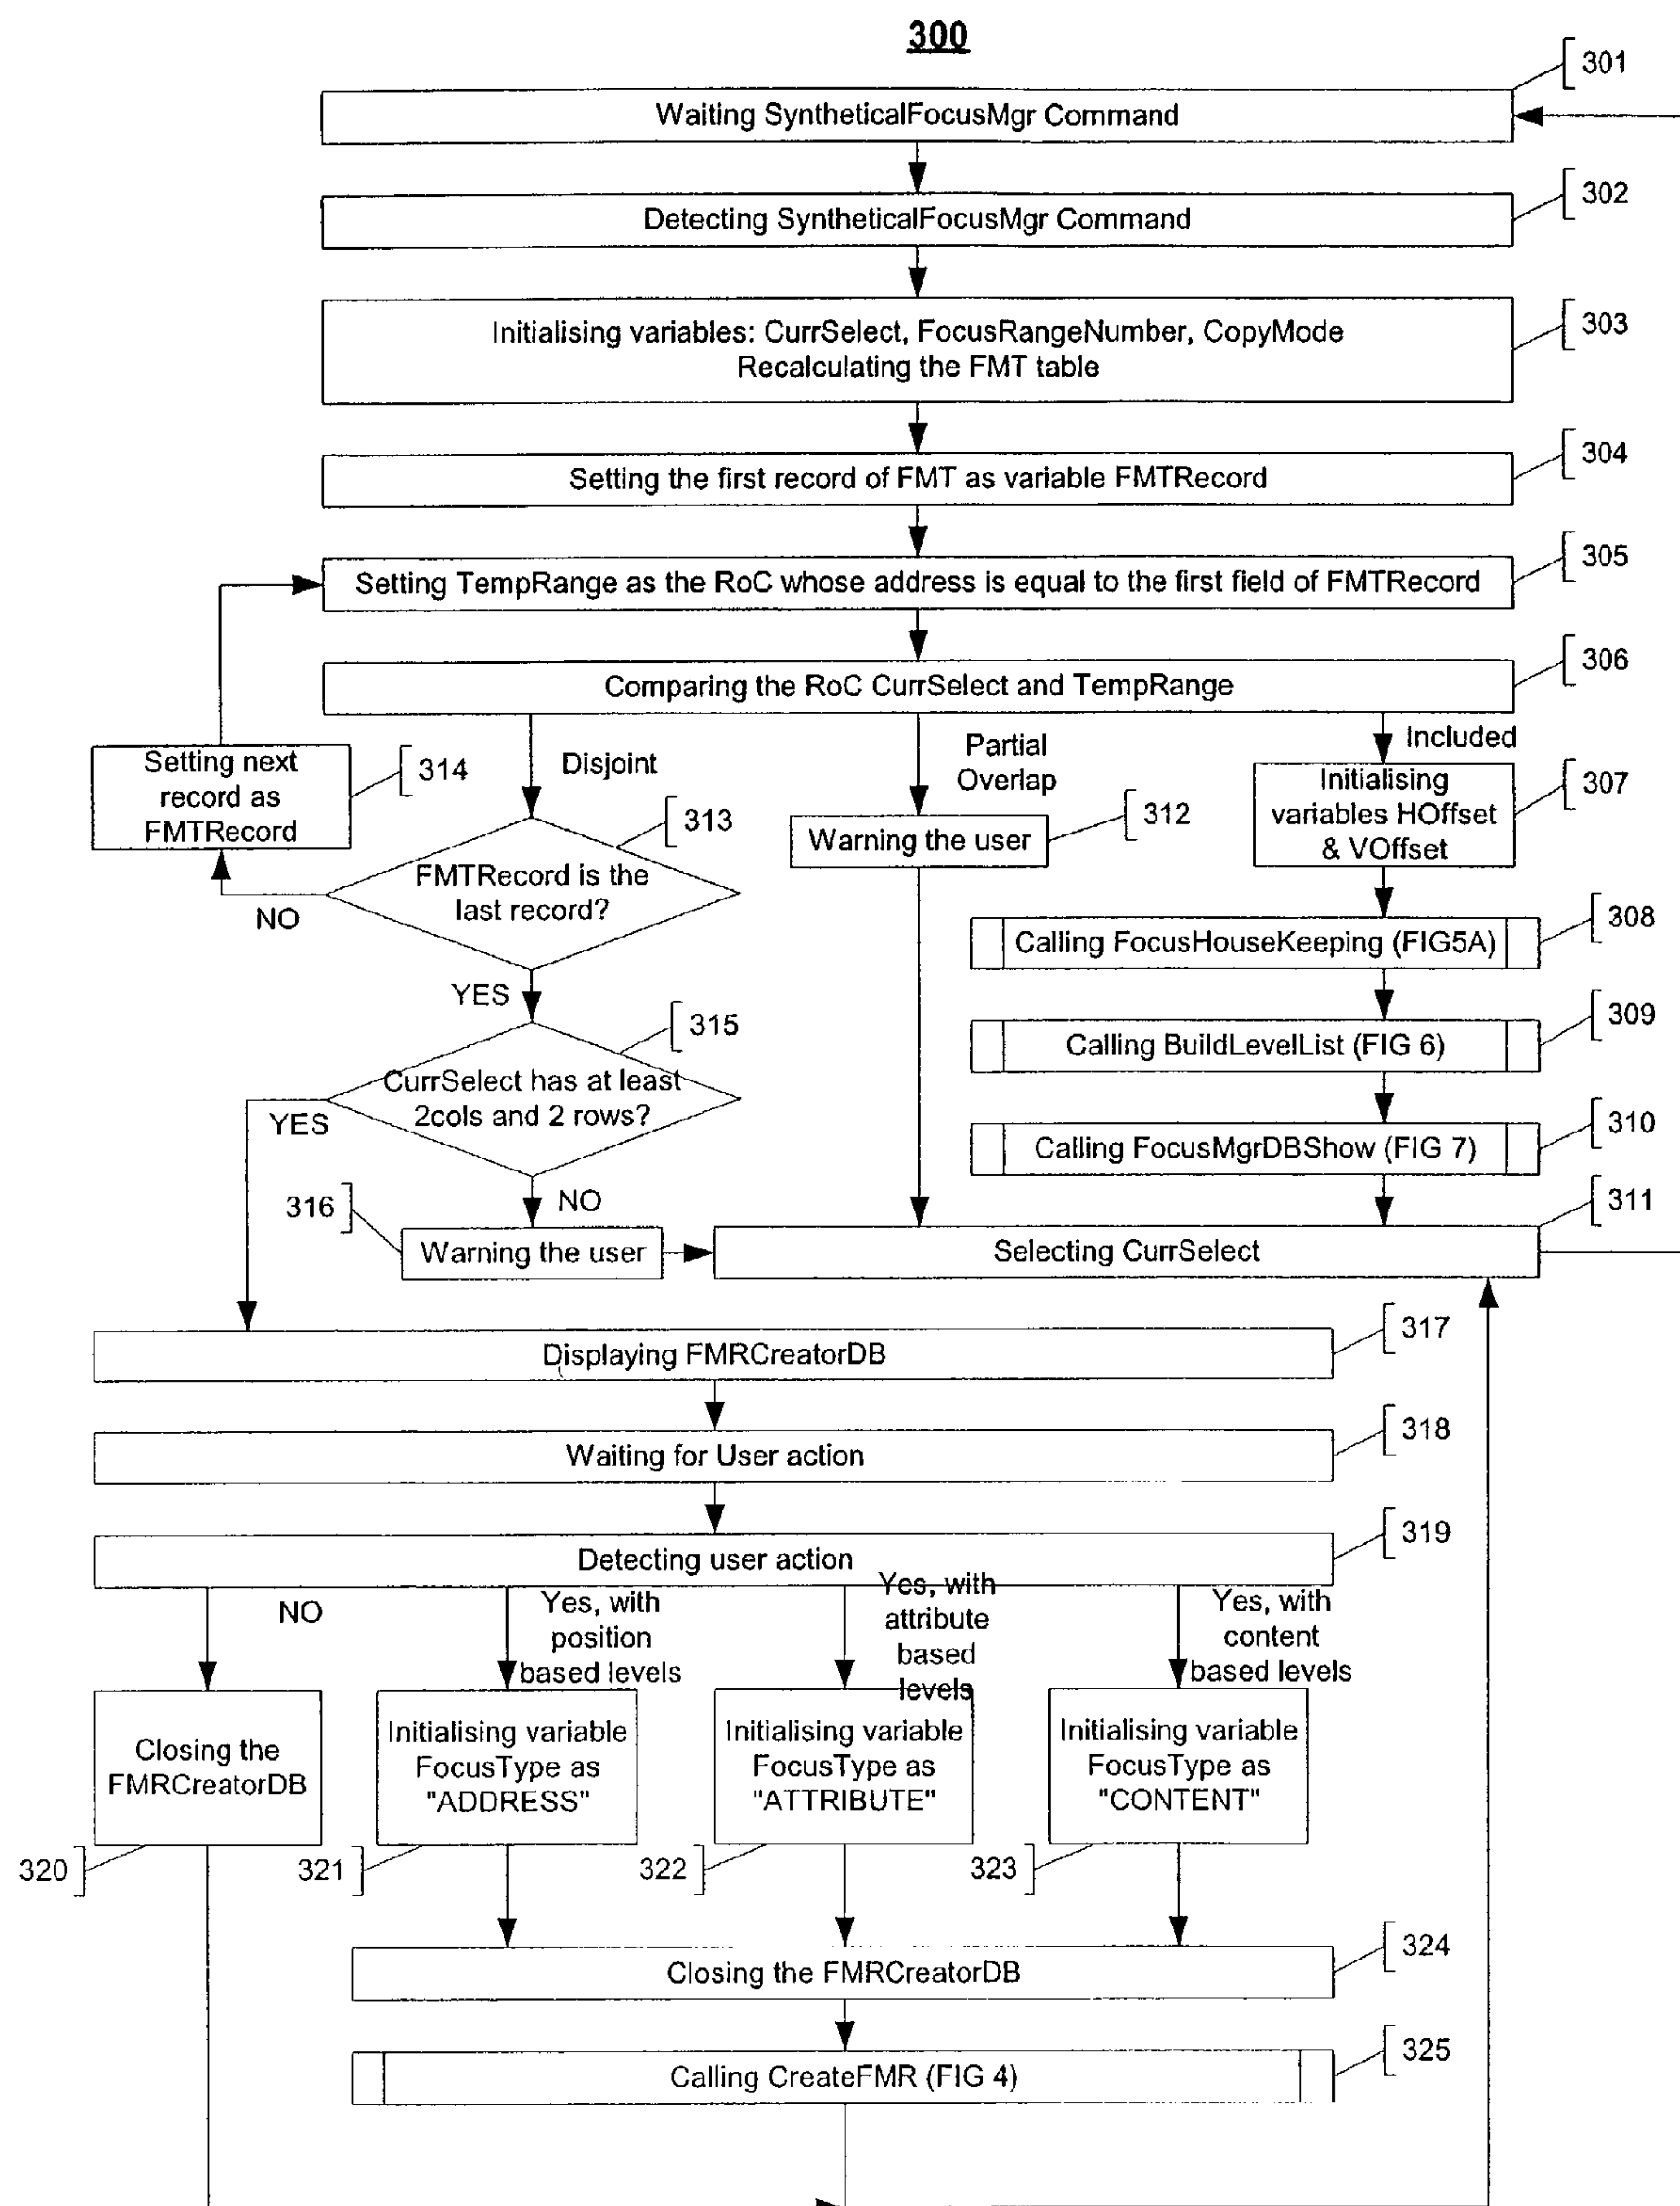 300
301
Waiting SyntheticalFocusMgr Command
302
Detecting SyntheticalFocusMgr Command
303
Initialising variables: CurrSelect, FocusRangeNumber, CopyMode
Recalculating the FMT table
304
Setting the first record of FMT as variable FMTRecord
305
Setting TempRange as the RoC whose address is equal to the first field of FMTRecord
306
Comparing the RoC CurrSelect and TempRange
Disjoint
Partial
Overlap
Included
Setting next
record as
FMTRecord
314
313
FMTRecord is the
last record?
NO
YES
Warning the user
312
Initialising
variables HOffset
& VOffset
307
Calling FocusHouseKeeping (FIG5A)
308
Calling BuildLevelList (FIG 6)
309
Calling FocusMgrDBShow (FIG 7)
310
315
CurrSelect has at least
2cols and 2 rows?
YES
NO
316
Warning the user
311
Selecting CurrSelect
317
Displaying FMRCreatorDB
318
Waiting for User action
319
Detecting user action
NO
Yes, with
position
based levels
Yes, with
attribute
based
levels
Yes, with
content
based levels
Closing the
FMRCreatorDB
320
Initialising variable
FocusType as
"ADDRESS"
321
Initialising variable
FocusType as
"ATTRIBUTE"
322
Initialising variable
FocusType as
"CONTENT"
323
324
Closing the FMRCreatorDB
325
Calling CreateFMR (FIG 4)